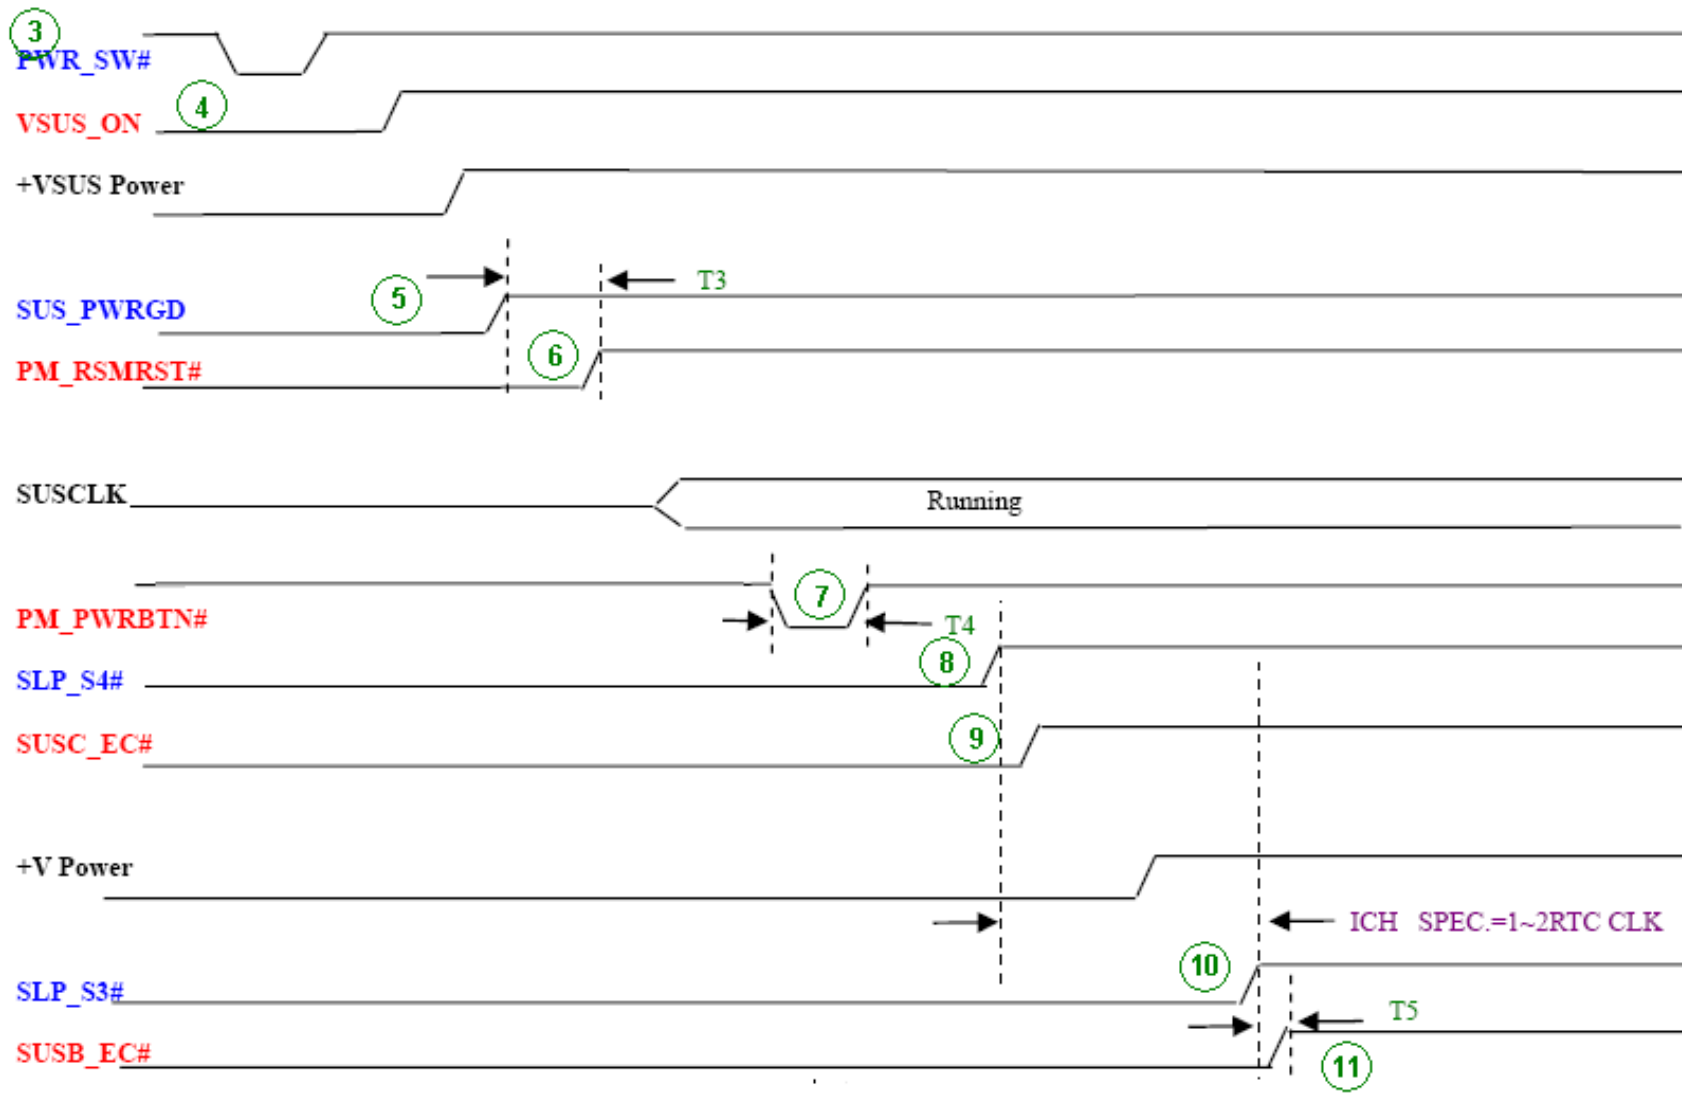 3
PWR_SW#
4
VSUS_ON
+VSUS Power
T3
5
SUS_PWRGD
6
PM_RSMRST#
SUSCLK
Running
7
PM_PWRBTN#
T4
8
SLP_S4#
9
SUSC_EC#
+V Power
ICH SPEC.=1~2RTC CLK
10
SLP_S3#
T5
SUSB_EC#
11